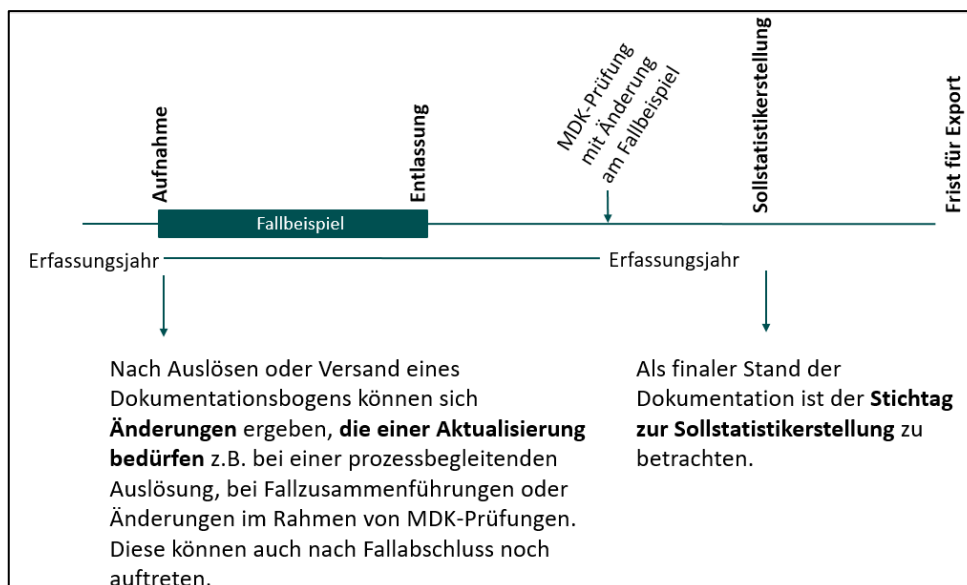 Aufnahme
Entlassung
MDK-Prüfung
mit Änderung
am Fallbeispiel
Sollstatistikerstellung
Frist für Export
Fallbeispiel
Erfassungsjahr
Erfassungsjahr
Nach Auslösen oder Versand eines
Dokumentationsbogens können sich
Änderungen ergeben, die einer Aktualisierung
bedürfen z.B. bei einer prozessbegleitenden
Auslösung, bei Fallzusammenführungen oder
Änderungen im Rahmen von MDK-Prüfungen.
Diese können auch nach Fallabschluss noch
auftreten.
Als finaler Stand der
Dokumentation ist der Stichtag
zur Sollstatistikerstellung zu
betrachten.